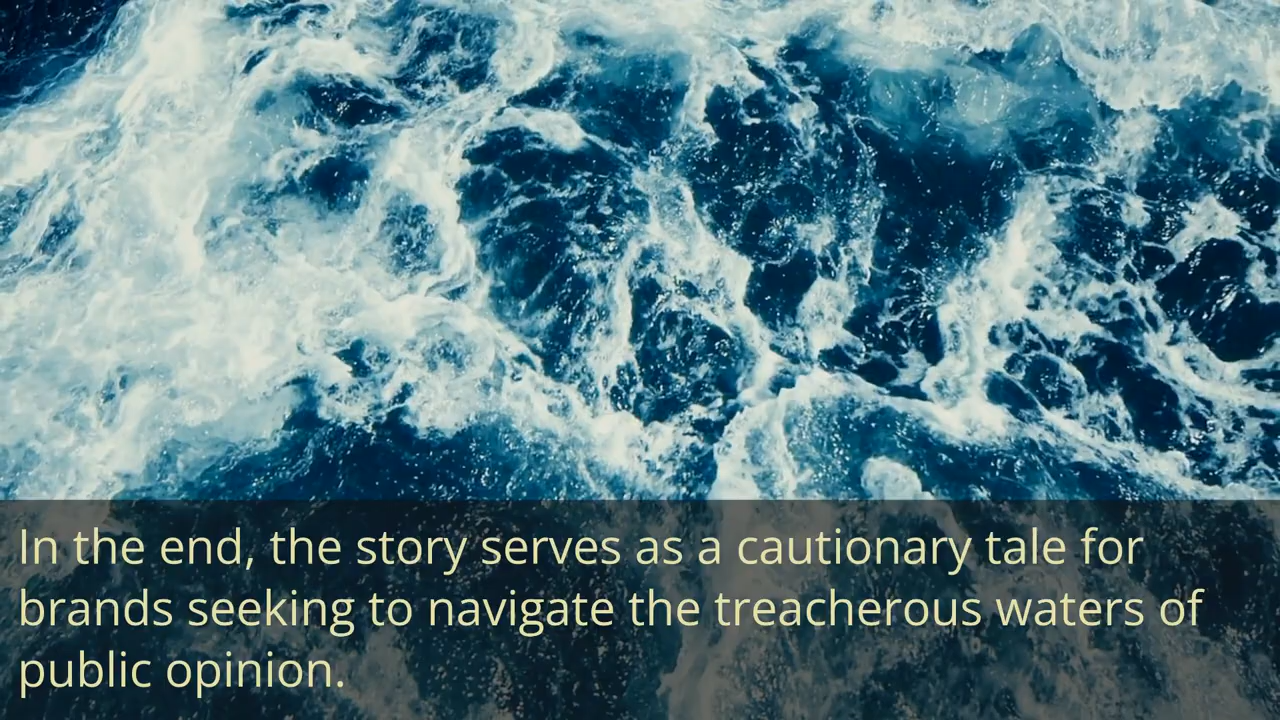 In the end, the story serves as a cautionary tale for
brands seeking to navigate the treacherous waters of
public opinion.